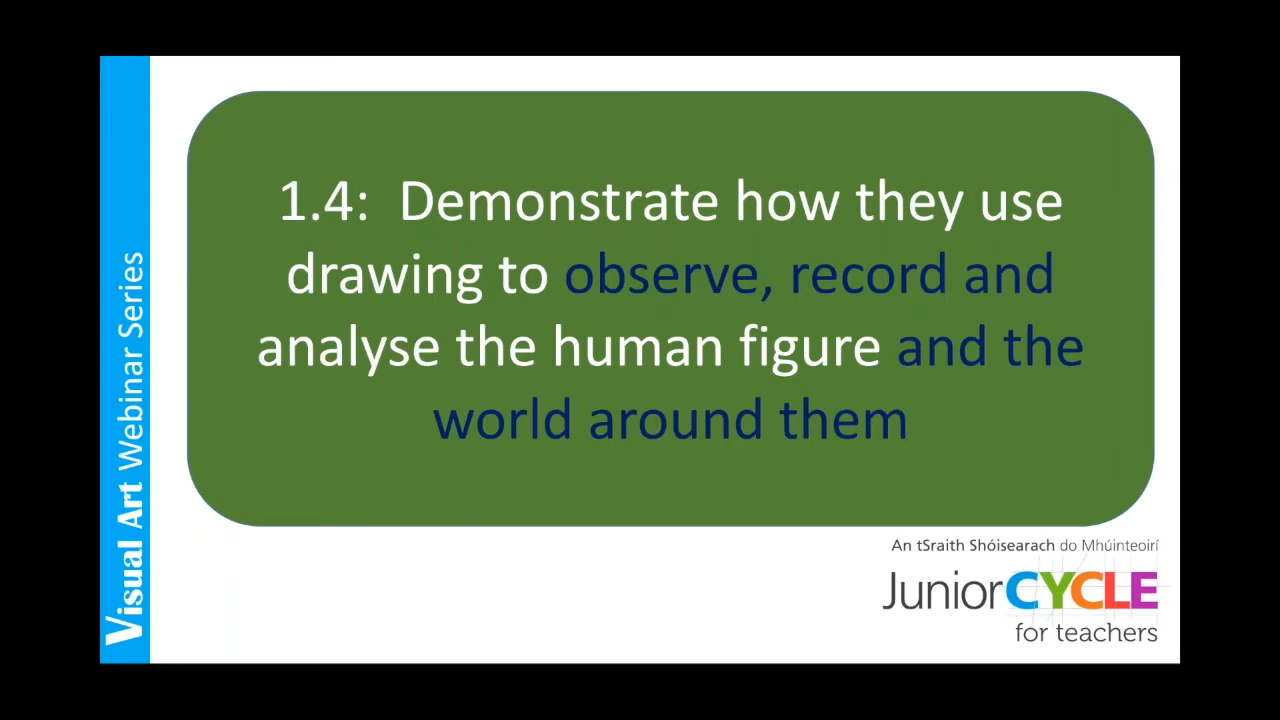 1.4:  Demonstrate how they use
drawing to observe, record and
analyse the human figure and the
world around them
Visual Art Webinar Series
An tSraith Shóisearach do Mhúinteoirí
JuniorCYCLE
for teachers